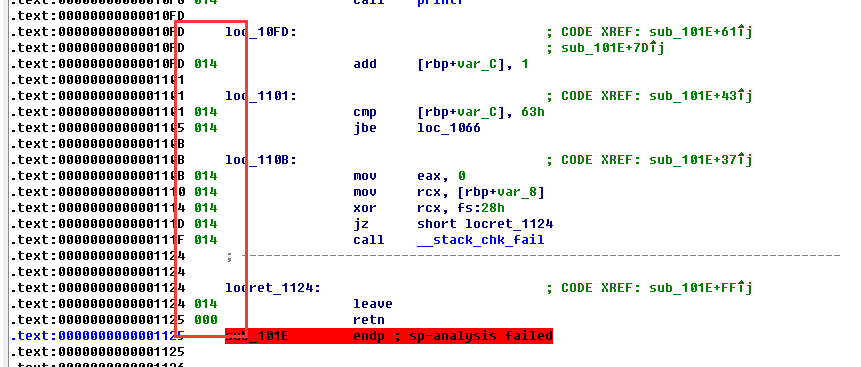 .text:00000000000010F8 014 call printf
.text:00000000000010FD
.text:00000000000010FD loc_10FD: ; CODE XREF: sub_101E+61↑j
.text:00000000000010FD ; sub_101E+7D↑j
.text:00000000000010FD 014 add [rbp+var_C], 1
.text:0000000000001101
.text:0000000000001101 loc_1101: ; CODE XREF: sub_101E+43↑j
.text:0000000000001101 014 cmp [rbp+var_C], 63h
.text:0000000000001105 014 jbe loc_1066
.text:000000000000110B
.text:000000000000110B loc_110B: ; CODE XREF: sub_101E+37↑j
.text:000000000000110B 014 mov eax, 0
.text:0000000000001110 014 mov rcx, [rbp+var_8]
.text:0000000000001114 014 xor rcx, fs:28h
.text:000000000000111D 014 jz short locret_1124
.text:000000000000111F 014 call __stack_chk_fail
.text:0000000000001124 ; ---------------------------------------------------------------------------
.text:0000000000001124
.text:0000000000001124 locret_1124: ; CODE XREF: sub_101E+FF↑j
.text:0000000000001124 014 leave
.text:0000000000001125 000 retn
.text:0000000000001125 sub_101E endp ; sp-analysis failed
.text:0000000000001125